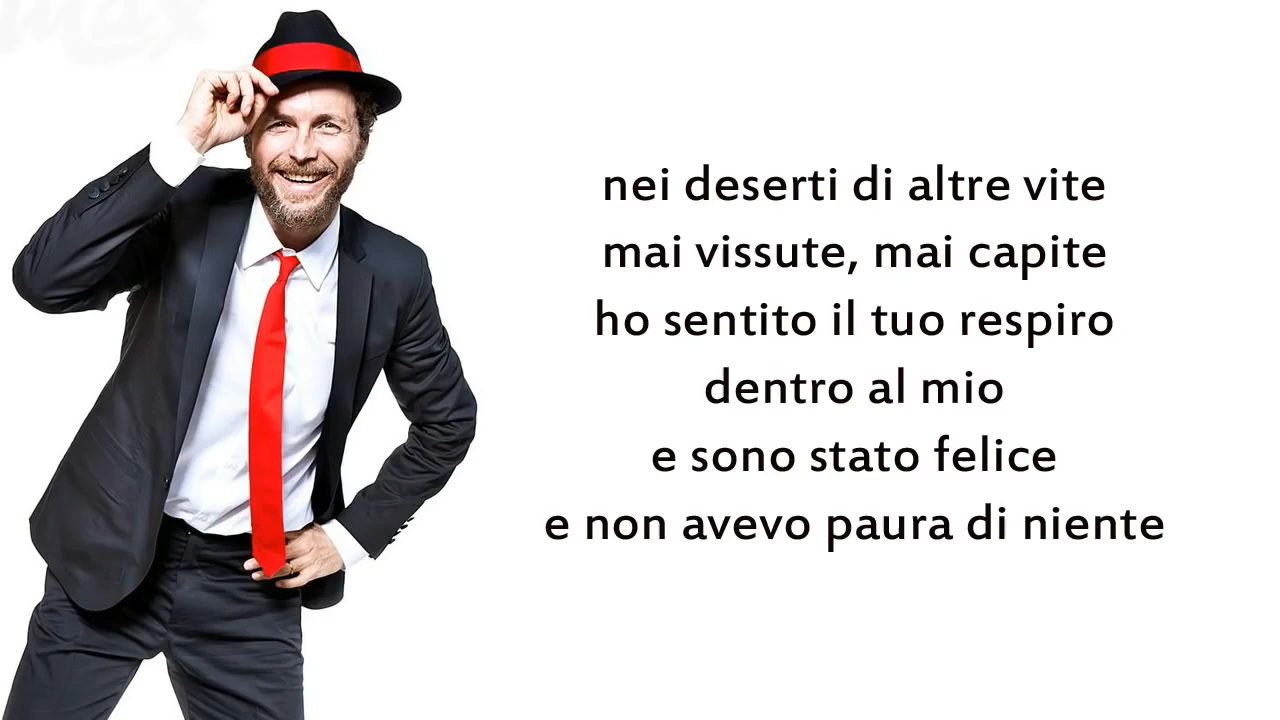 nei deserti di altre vite
mai vissute, mai capite
ho sentito il tuo respiro
dentro al mio
e sono stato felice
e non avevo paura di niente